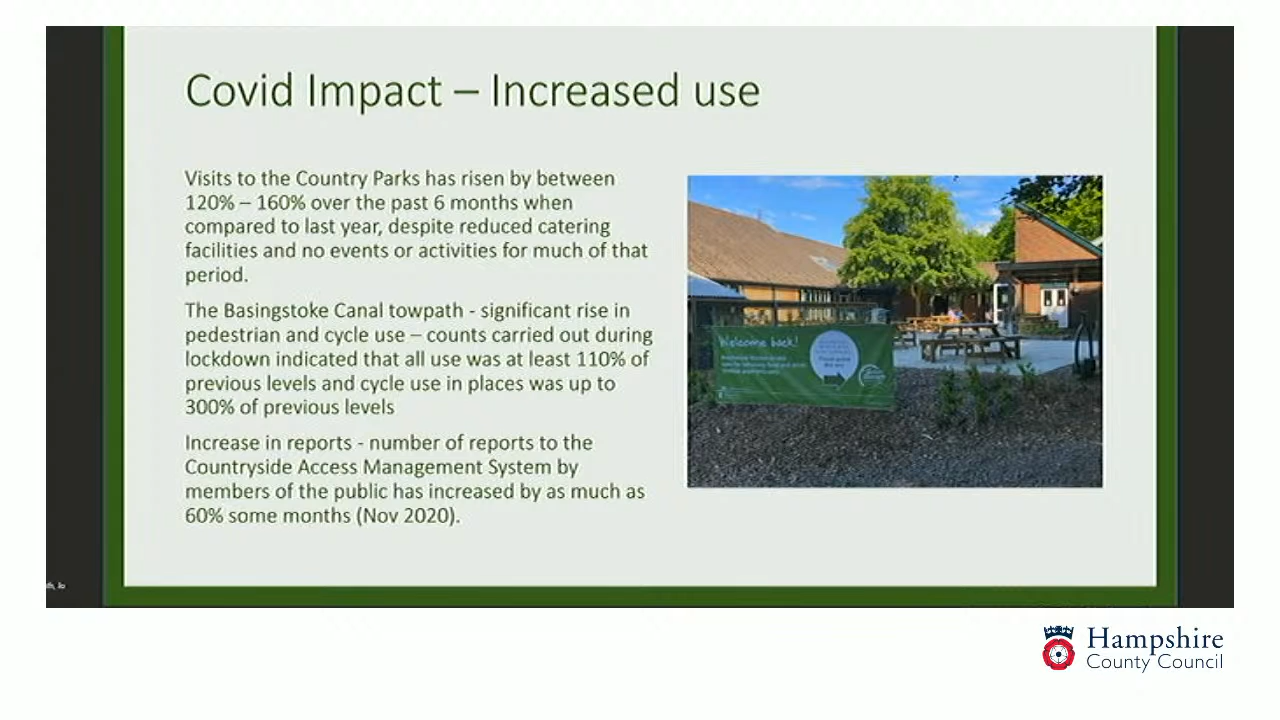 Covid Impact – Increased use
Visits to the Country Parks has risen by between
120% – 160% over the past 6 months when
compared to last year, despite reduced catering
facilities and no events or activities for much of that
period.
The Basingstoke Canal towpath - significant rise in
pedestrian and cycle use – counts carried out during
lockdown indicated that all use was at least 110% of
previous levels and cycle use in places was up to
300% of previous levels
Increase in reports - number of reports to the
Countryside Access Management System by
members of the public has increased by as much as
60% some months (Nov 2020).
Welcome back!
Hampshire
County Council